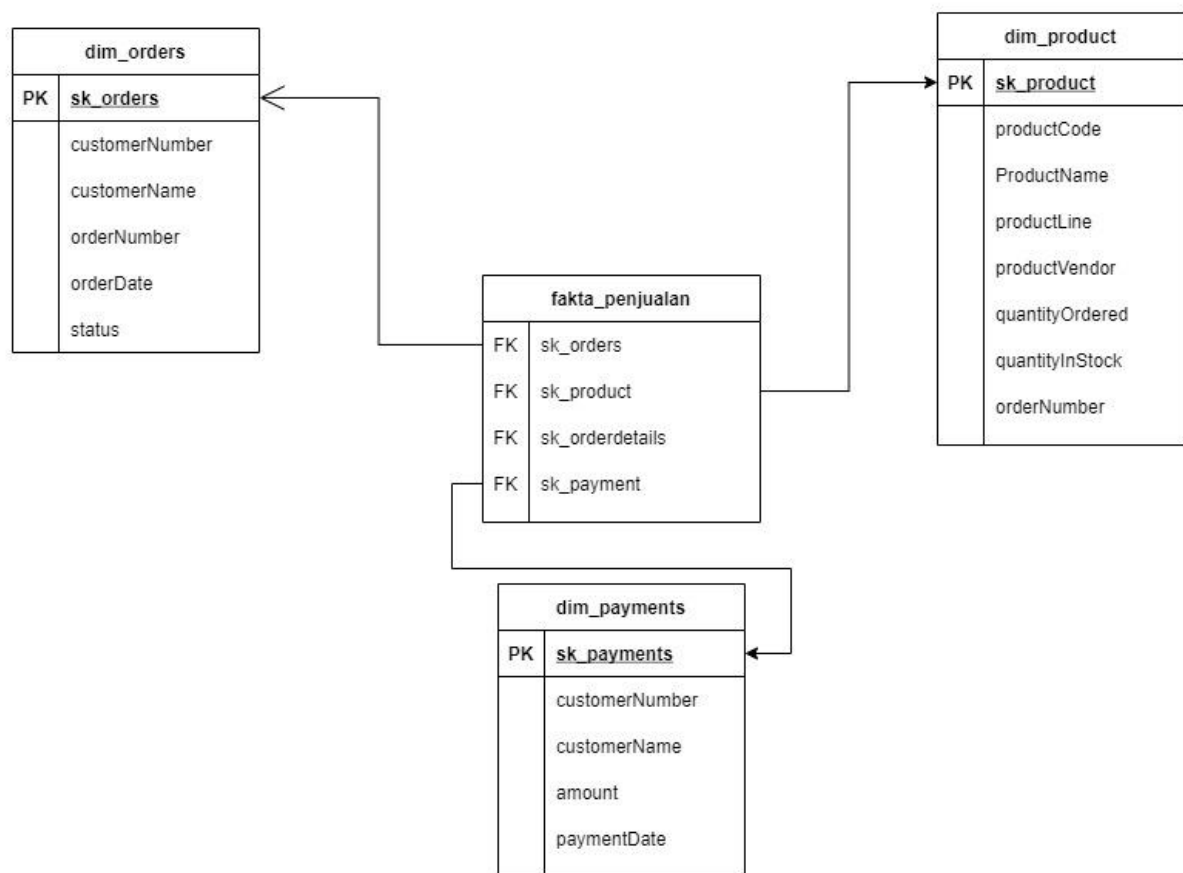 dim_orders
PK sk_orders
customerNumber
customerName
orderNumber
orderDate
status
dim_product
PK sk_product
productCode
ProductName
productLine
productVendor
quantityOrdered
quantityInStock
orderNumber
fakta_penjualan
FK sk_orders
FK sk_product
FK sk_orderdetails
FK sk_payment
dim_payments
PK sk_payments
customerNumber
customerName
amount
paymentDate